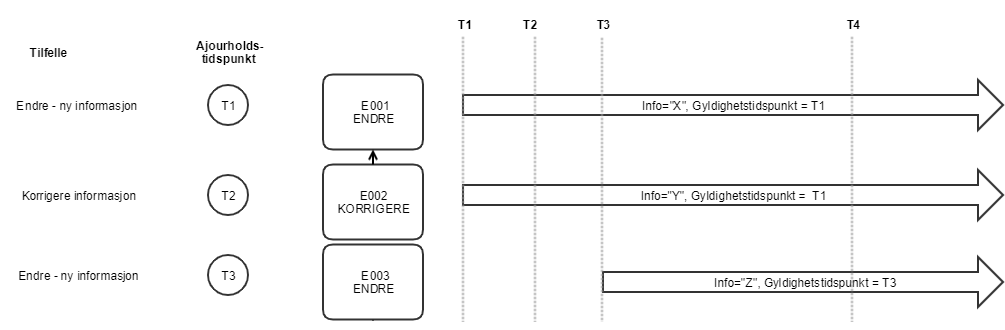 T1 T2 T3 T4
Tilfelle
Ajourholds-
tidspunkt
Endre - ny informasjon
T1
E001
ENDRE
Info="X", Gyldighetstidspunkt = T1
Korrigere informasjon
T2
E002
KORRIGERE
Info="Y", Gyldighetstidspunkt = T1
Endre - ny informasjon
T3
E003
ENDRE
Info="Z", Gyldighetstidspunkt = T3